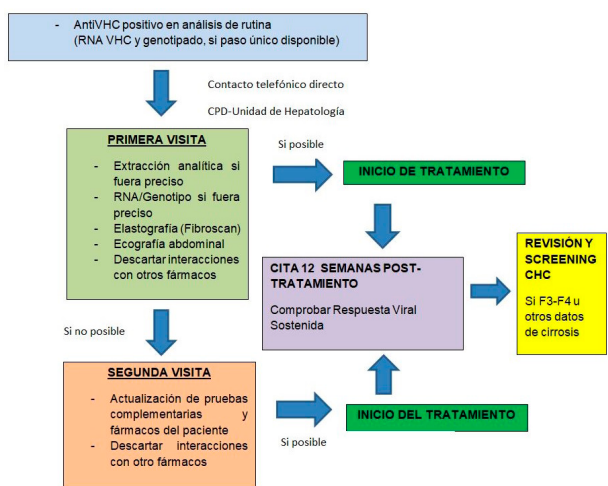 - AntiVHC positivo en análisis de rutina
(RNA VHC y genotipado, si paso único disponible)
Contacto telefónico directo
CPD-Unidad de Hepatología
PRIMERA VISITA
- Extracción analítica si
fuera preciso
- RNA/Genotipo si fuera
preciso
- Elastografía (Fibroscan)
- Ecografía abdominal
- Descartar interacciones
con otros fármacos
Si posible
INICIO DE TRATAMIENTO
CITA 12 SEMANAS POST-
TRATAMIENTO
Comprobar Respuesta Viral
Sostenida
REVISIÓN Y
SCREENING
CHC
Si F3-F4 u
otros datos
de cirrosis
Si no posible
SEGUNDA VISITA
- Actualización de pruebas
complementarias y
fármacos del paciente
- Descartar interacciones
con otro fármacos
Si posible
INICIO DEL TRATAMIENTO